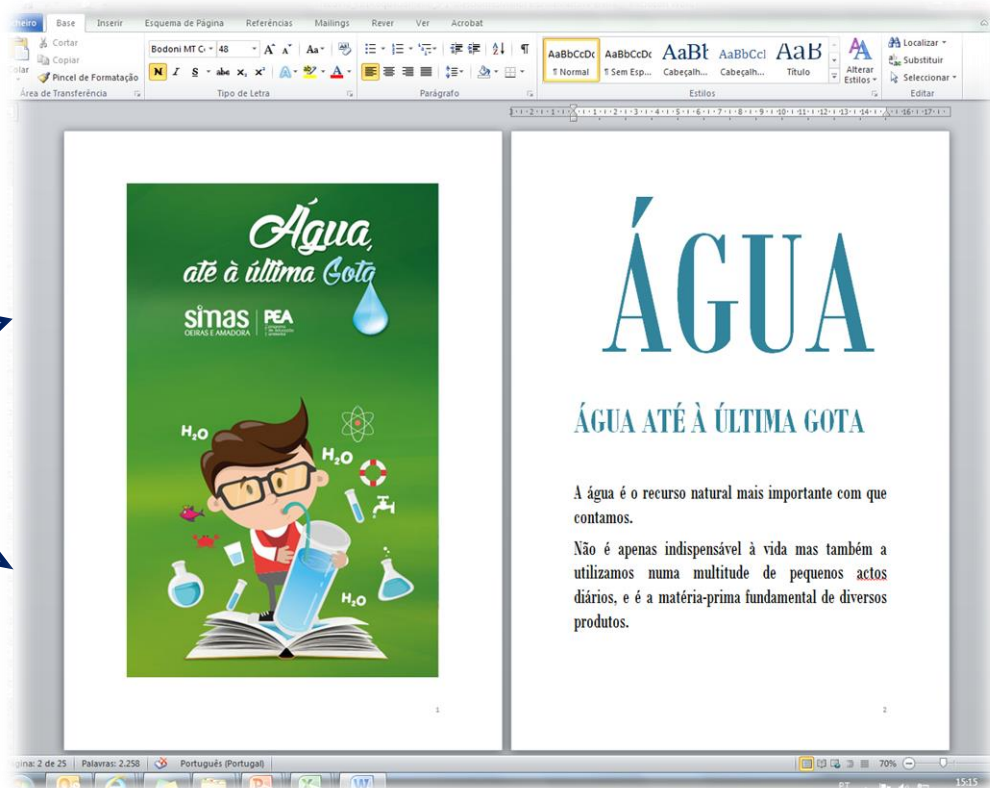 Base Inserir Esquema de Página Referências Mailings Rever Ver Acrobat
Cortar
Copiar
Pincel de Formatação
Área de Transferência
Bodoni MT C 48
Tipo de Letra
Parágrafo
AaBbCcDc AaBbCcDc AaBb AaBbCcI AaB
¶ Normal ¶ Sem Esp... Cabeçalh... Cabeçalh... Título
Alterar
Estilos
Estilos
Localizar
Substituir
Seleccionar
Editar
Água,
até à última Gota
simas
OEIRAS E AMADORA
PEA
H₂O
H₂O
H₂O
1
ÁGUA
ÁGUA ATÉ À ÚLTIMA GOTA
A água é o recurso natural mais importante com que
contamos.
Não é apenas indispensável à vida mas também a
utilizamos numa multitude de pequenos actos
diários, e é a matéria-prima fundamental de diversos
produtos.
2
2 de 25 Palavras: 2.258 Português (Portugal) 70%
PT 15:15